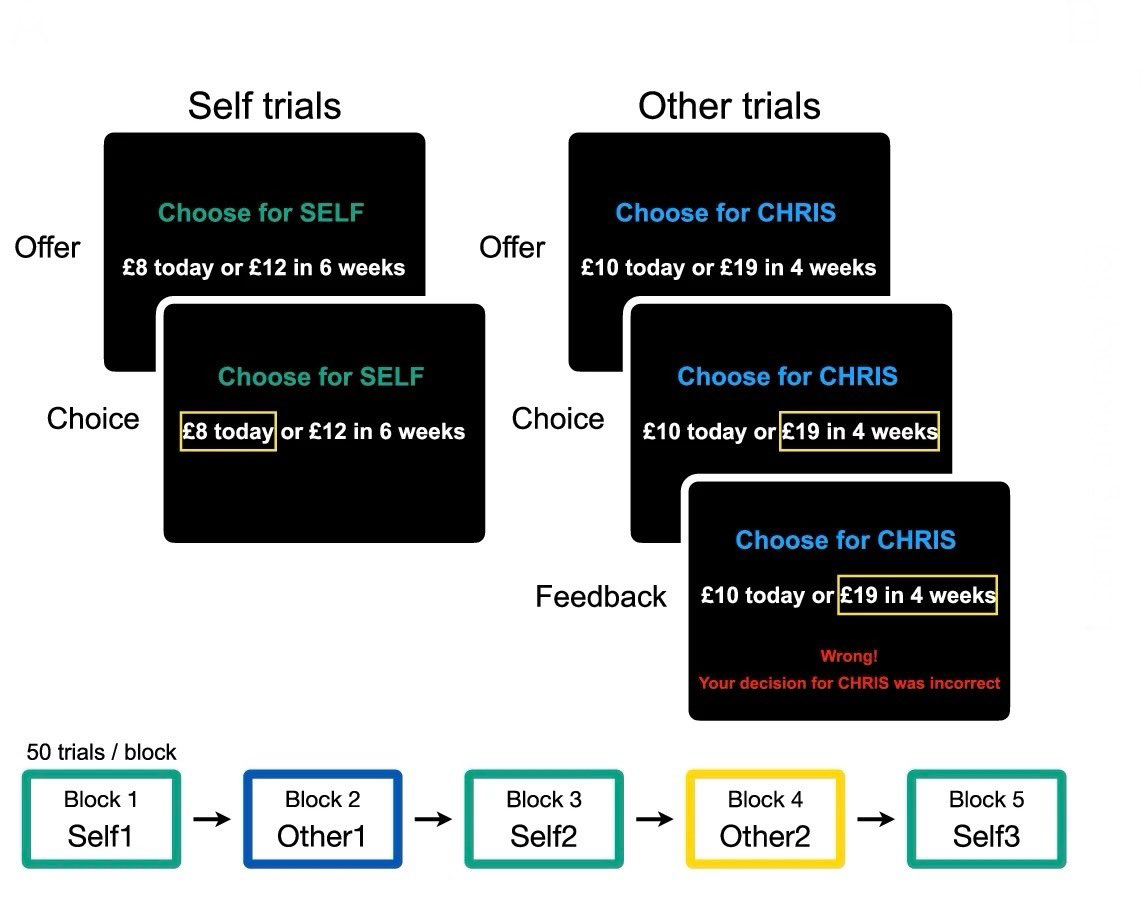 Self trials
Offer
Choose for SELF
£8 today or £12 in 6 weeks
Choice
Choose for SELF
£8 today or £12 in 6 weeks
Other trials
Offer
Choose for CHRIS
£10 today or £19 in 4 weeks
Choice
Choose for CHRIS
£10 today or £19 in 4 weeks
Feedback
Choose for CHRIS
£10 today or £19 in 4 weeks
Wrong!
Your decision for CHRIS was incorrect
50 trials / block
Block 1
Self1
Block 2
Other1
Block 3
Self2
Block 4
Other2
Block 5
Self3